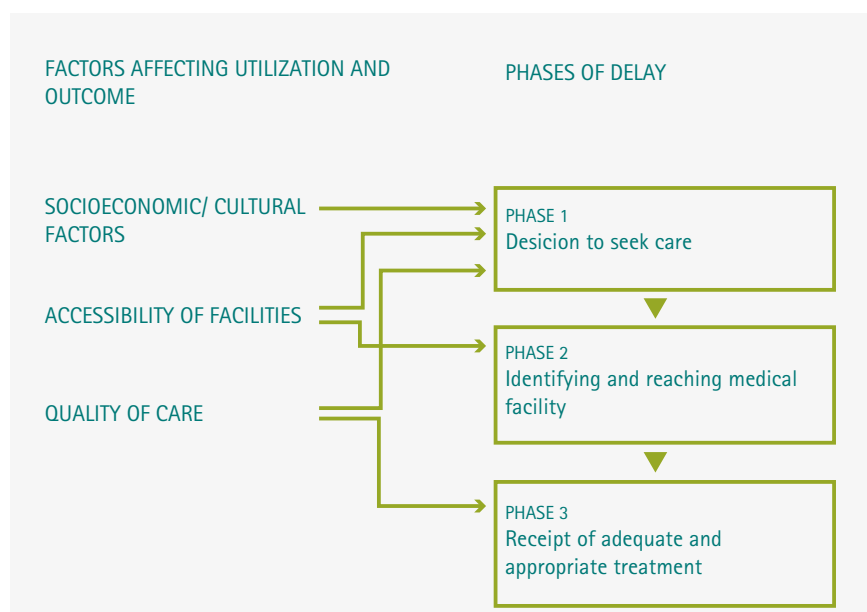 FACTORS AFFECTING UTILIZATION AND
OUTCOME
PHASES OF DELAY
SOCIOECONOMIC/ CULTURAL
FACTORS
ACCESSIBILITY OF FACILITIES
QUALITY OF CARE
PHASE 1
Desicion to seek care
PHASE 2
Identifying and reaching medical
facility
PHASE 3
Receipt of adequate and
appropriate treatment